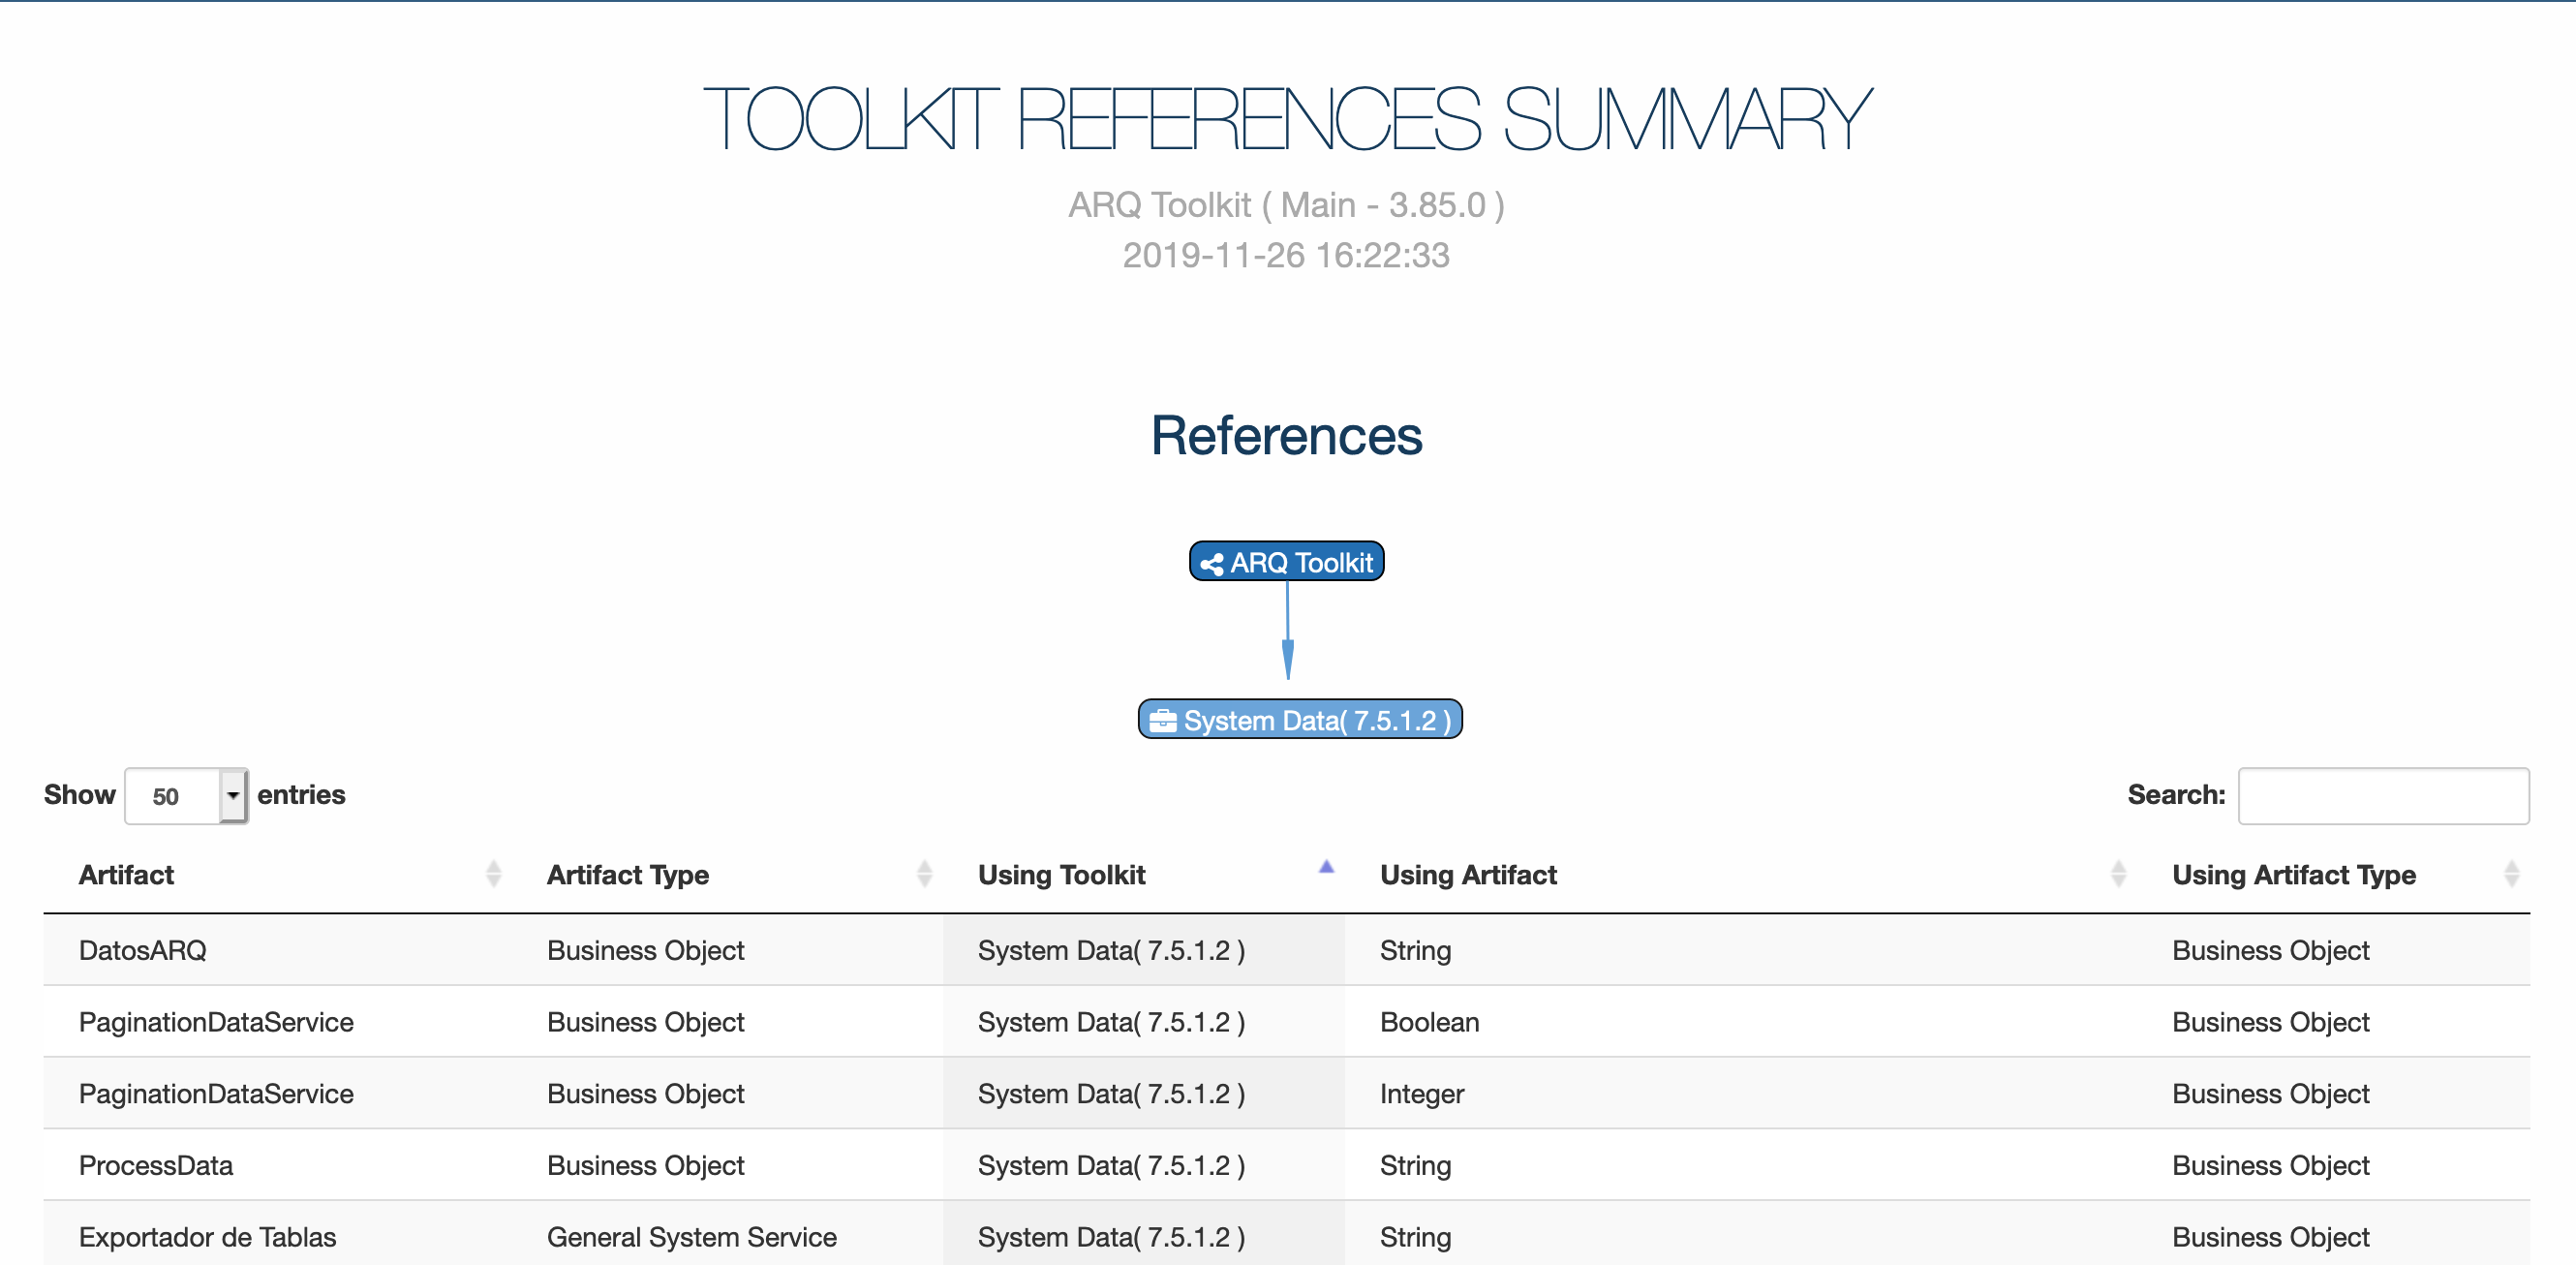 TOOLKIT REFERENCES SUMMARY
ARQ Toolkit ( Main - 3.85.0 )
2019-11-26 16:22:33
References
ARQ Toolkit
System Data( 7.5.1.2 )
Show 50 entries Search:
Artifact Artifact Type Using Toolkit Using Artifact Using Artifact Type
DatosARQ Business Object System Data( 7.5.1.2 ) String Business Object
PaginationDataService Business Object System Data( 7.5.1.2 ) Boolean Business Object
PaginationDataService Business Object System Data( 7.5.1.2 ) Integer Business Object
ProcessData Business Object System Data( 7.5.1.2 ) String Business Object
Exportador de Tablas General System Service System Data( 7.5.1.2 ) String Business Object